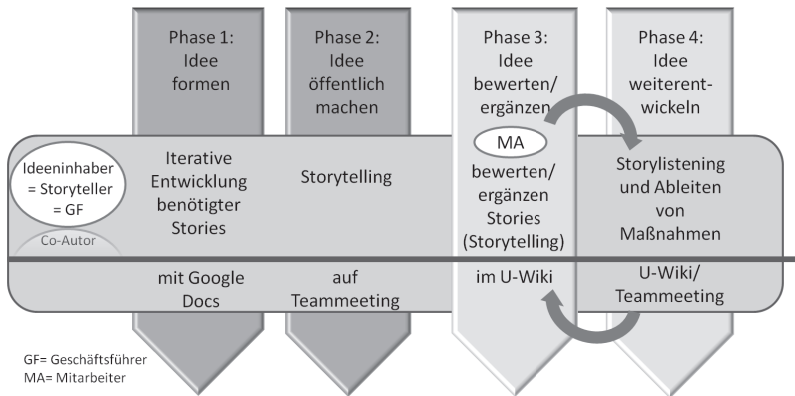 Phase 1:
Idee
formen
Phase 2:
Idee
öffentlich
machen
Phase 3:
Idee
bewerten/
ergänzen
Phase 4:
Idee
weiterent-
wickeln
Ideeninhaber
= Storyteller
= GF
Co-Autor
Iterative
Entwicklung
benötigter
Stories
Storytelling
MA
bewerten/
ergänzen
Stories
(Storytelling)
Storylistening
und Ableiten
von
Maßnahmen
mit Google
Docs
auf
Teammeeting
im U-Wiki
U-Wiki/
Teammeeting
GF= Geschäftsführer
MA= Mitarbeiter